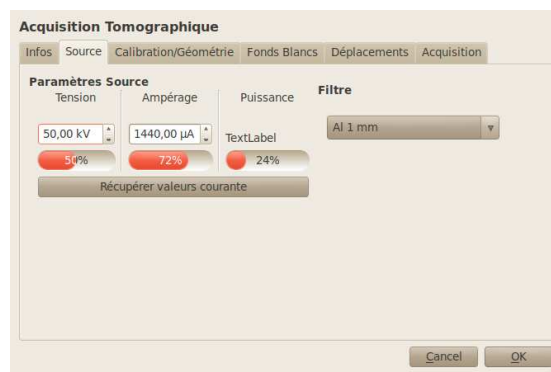 Acquisition Tomographique
Infos Source Calibration/Géométrie Fonds Blancs Déplacements Acquisition
Paramètres Source
Filtre
Tension Ampérage Puissance
50,00 kV 1440,00 µA TextLabel
Al 1 mm
50% 72% 24%
Récupérer valeurs courante
Cancel OK